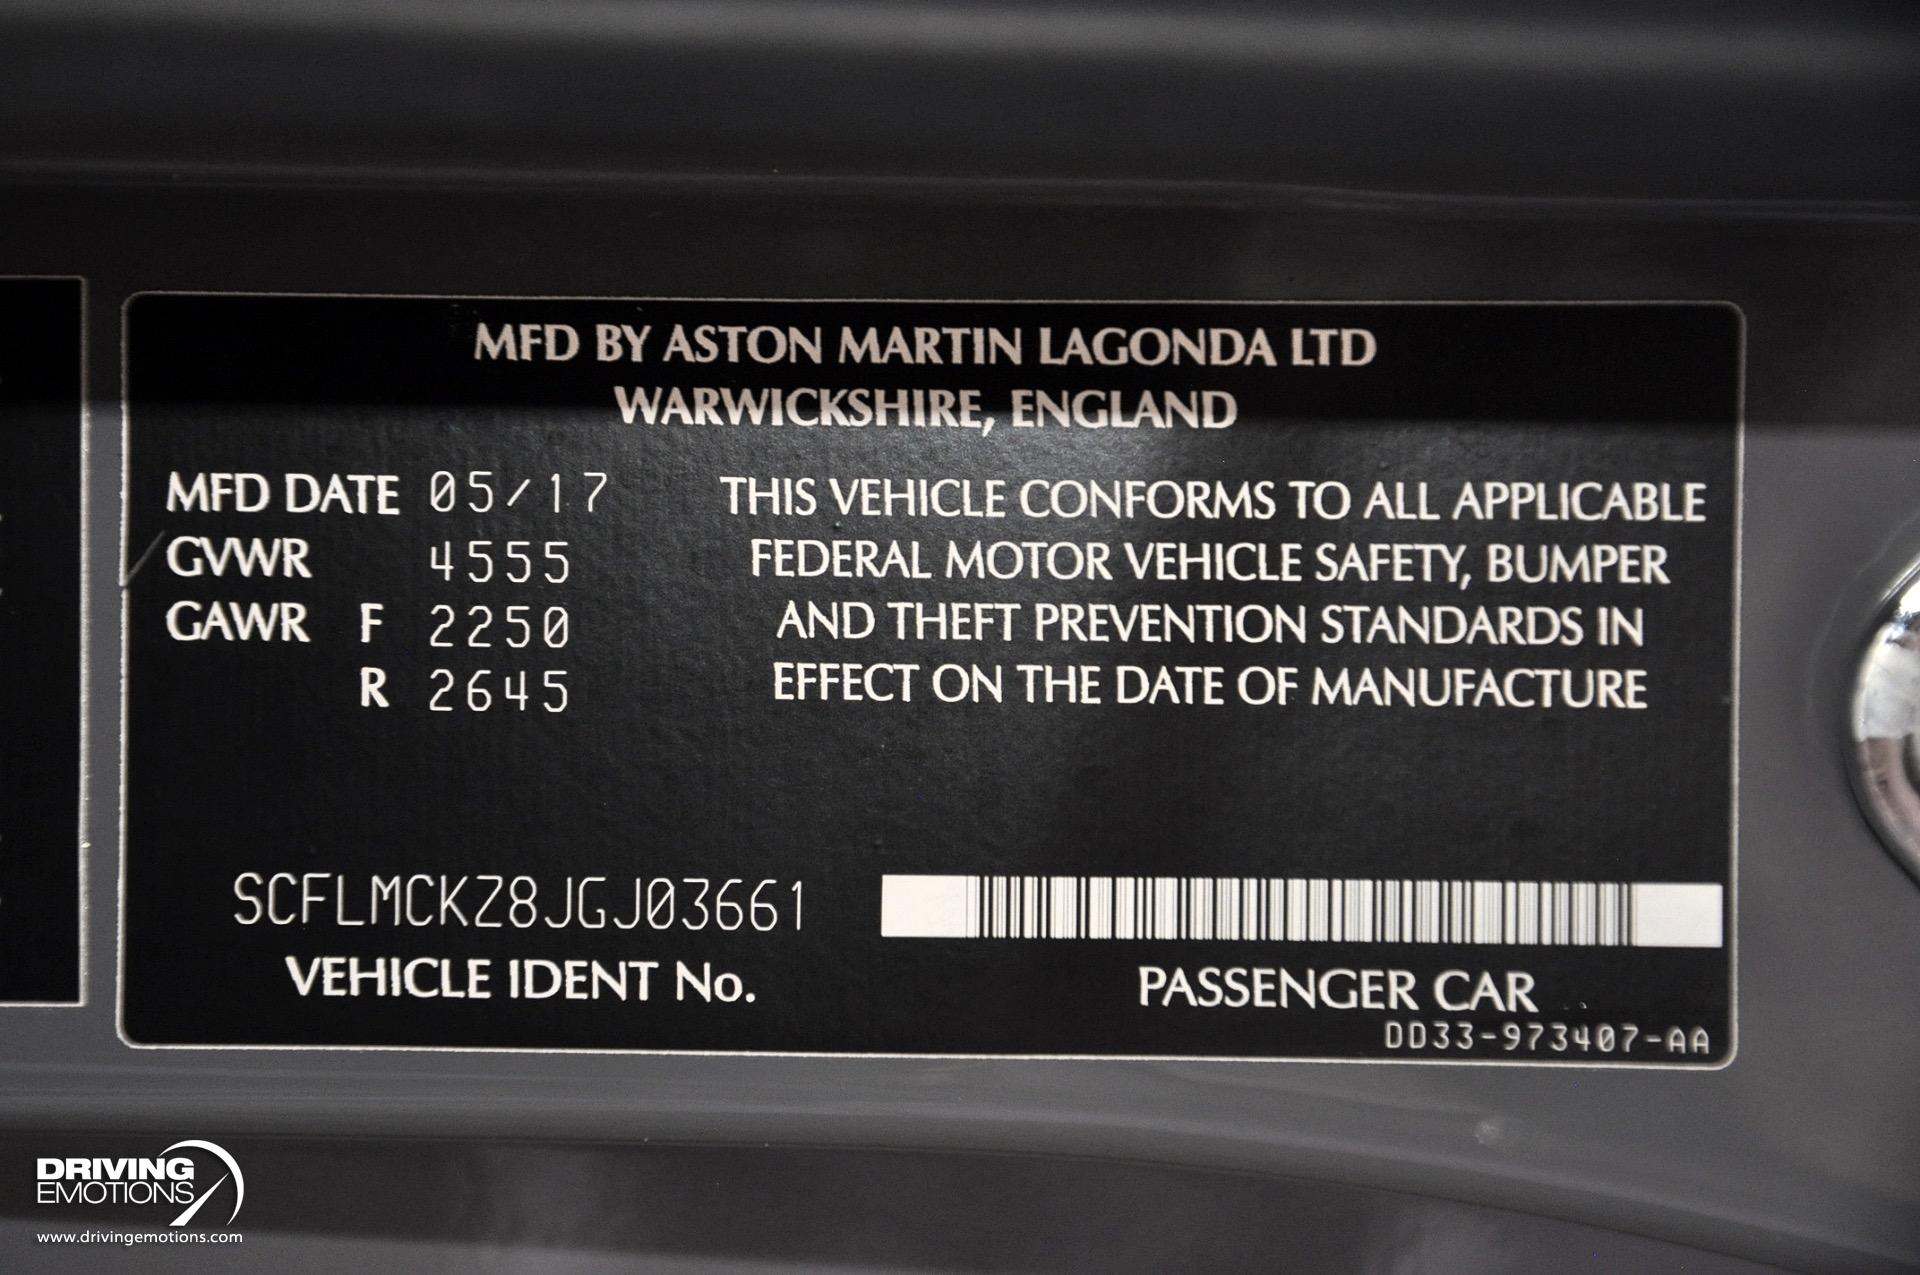 MFD BY ASTON MARTIN LAGONDA LTD
WARWICKSHIRE, ENGLAND
MFD DATE 05/17
GVWR 4555
GAWR F 2250
R 2645
THIS VEHICLE CONFORMS TO ALL APPLICABLE
FEDERAL MOTOR VEHICLE SAFETY, BUMPER
AND THEFT PREVENTION STANDARDS IN
EFFECT ON THE DATE OF MANUFACTURE
SCFLMCKZ8JGJ03661
VEHICLE IDENT No.
PASSENGER CAR
DD33-973407-AA
DRIVING
EMOTIONS
www.drivingemotions.com